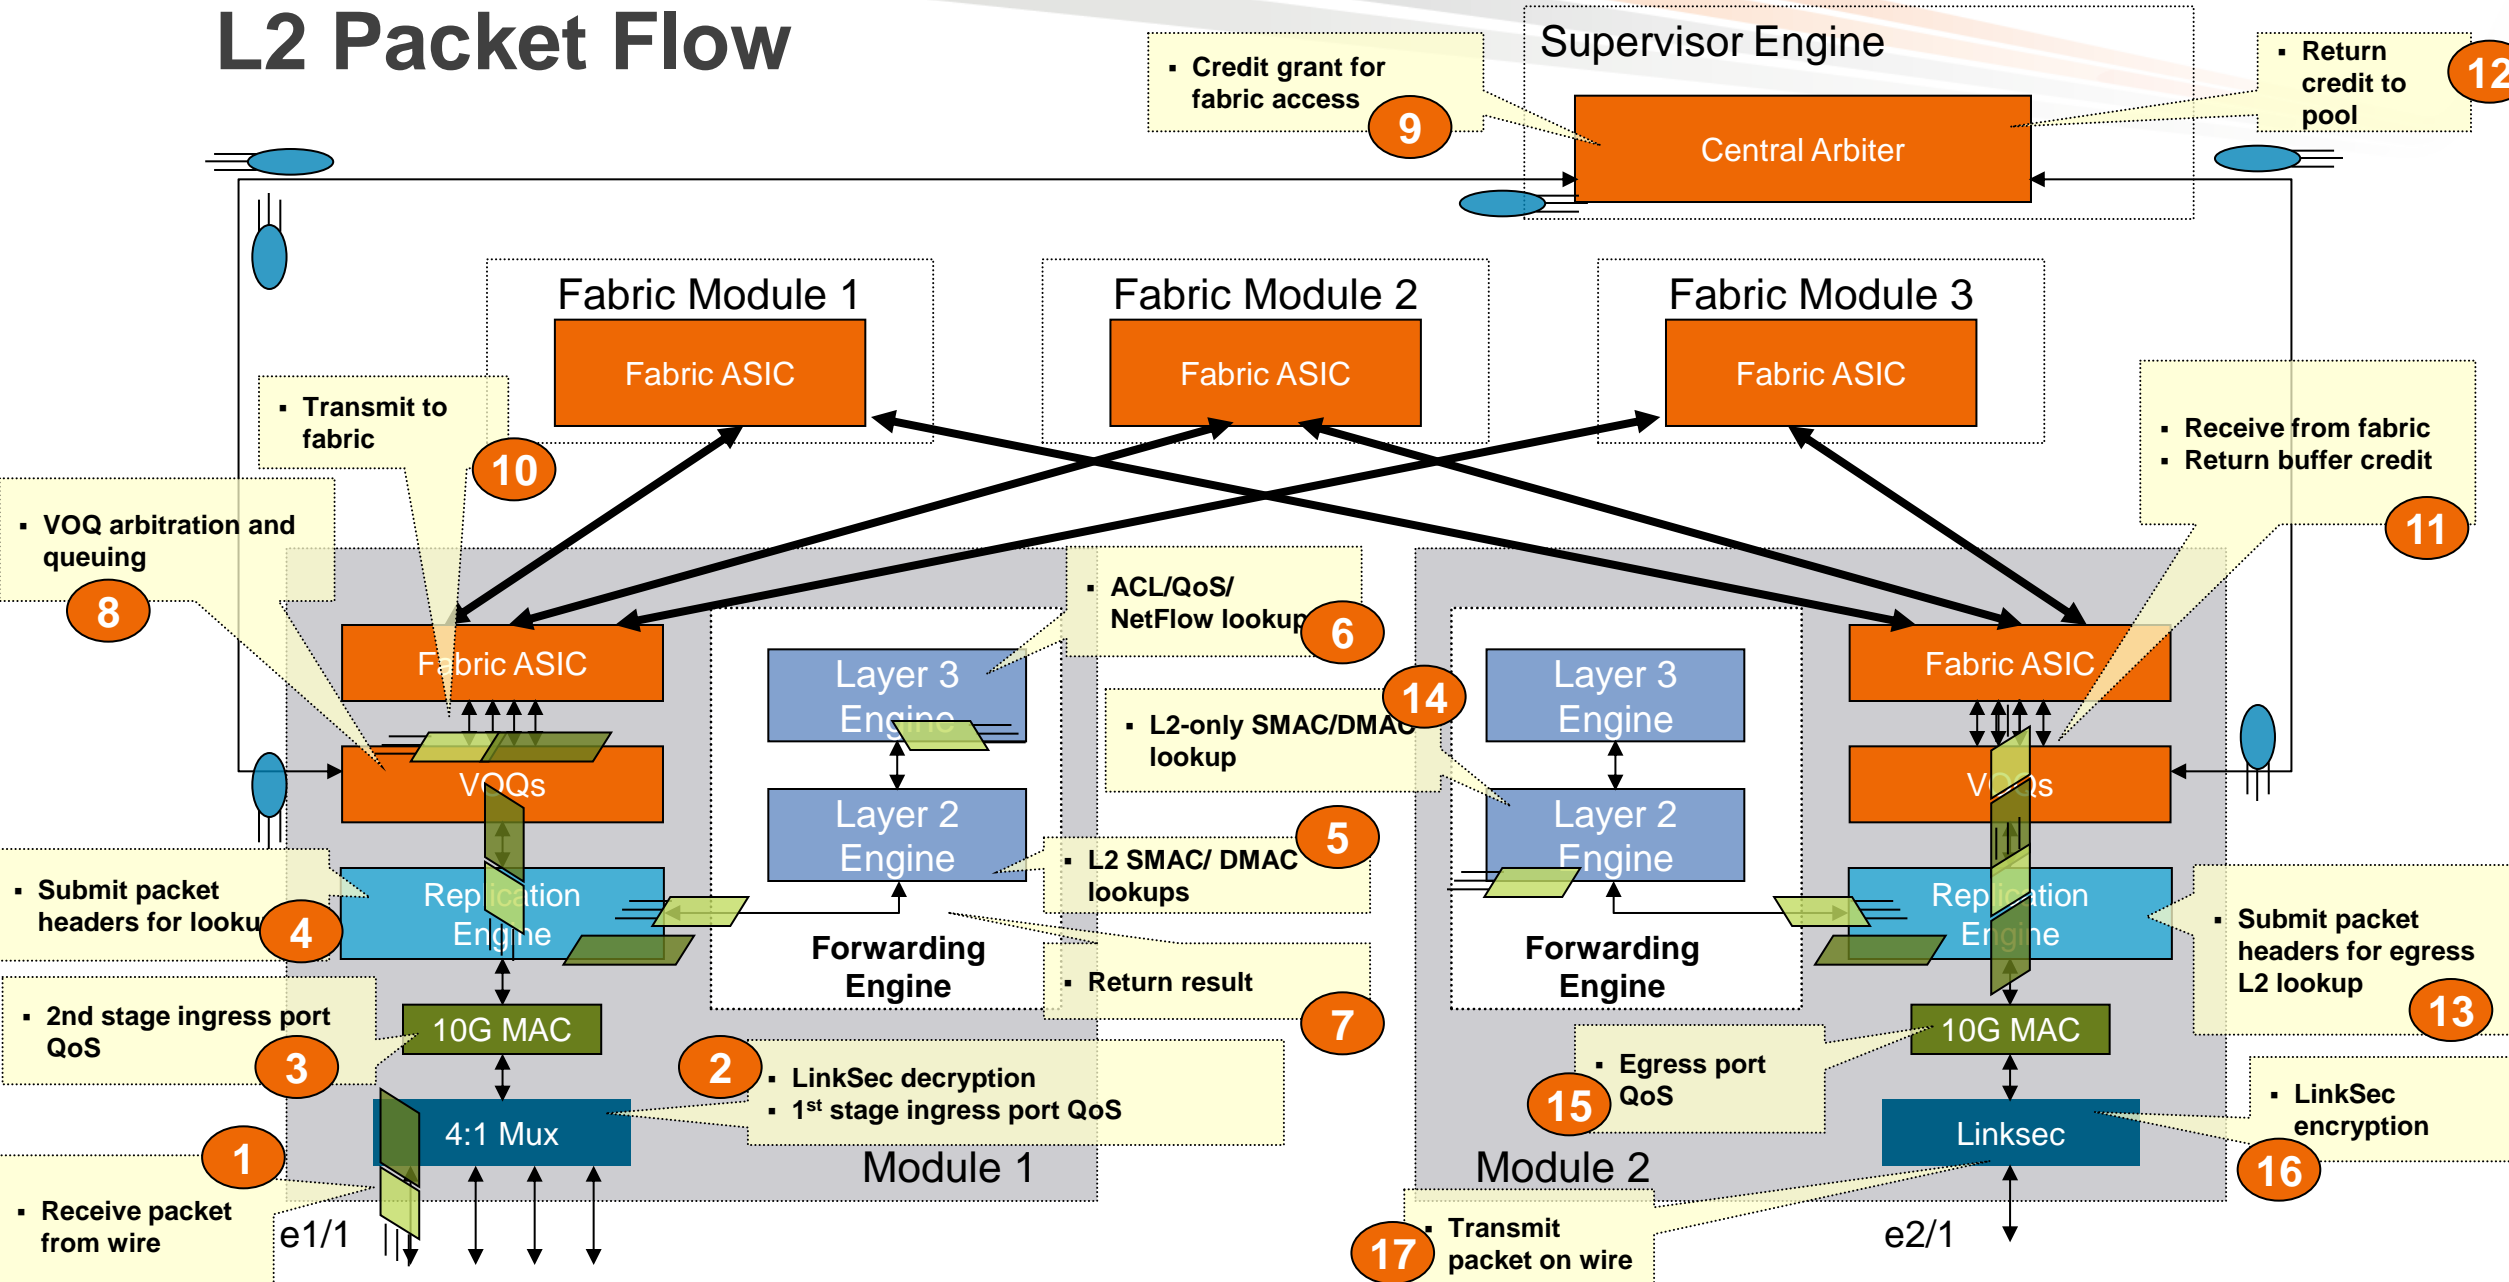 L2 Packet Flow
Supervisor Engine
▪ Credit grant for
fabric access
9
▪ Return
credit to
pool
12
Central Arbiter
Fabric Module 1
Fabric Module 2
Fabric Module 3
Fabric ASIC
Fabric ASIC
Fabric ASIC
▪ Transmit to
fabric
10
▪ Receive from fabric
▪ Return buffer credit
11
▪ VOQ arbitration and
queuing
8
▪ ACL/QoS/
NetFlow lookup
6
Fabric ASIC
Layer 3
Engine
▪ L2-only SMAC/DMAC
lookup
14
Layer 3
Engine
Fabric ASIC
VOQs
Layer 2
Engine
▪ L2 SMAC/ DMAC
lookups
5
Layer 2
Engine
VOQs
▪ Submit packet
headers for lookup
4
Replication
Engine
Forwarding
Engine
▪ Return result
7
Forwarding
Engine
Replication
Engine
▪ Submit packet
headers for egress
L2 lookup
13
▪ 2nd stage ingress port
QoS
3
10G MAC
2
▪ LinkSec decryption
▪ 1st stage ingress port QoS
▪ Egress port
QoS
15
10G MAC
▪ LinkSec
encryption
16
4:1 Mux
Linksec
1
▪ Receive packet
from wire
Module 1
Module 2
e1/1
17
▪ Transmit
packet on wire
e2/1